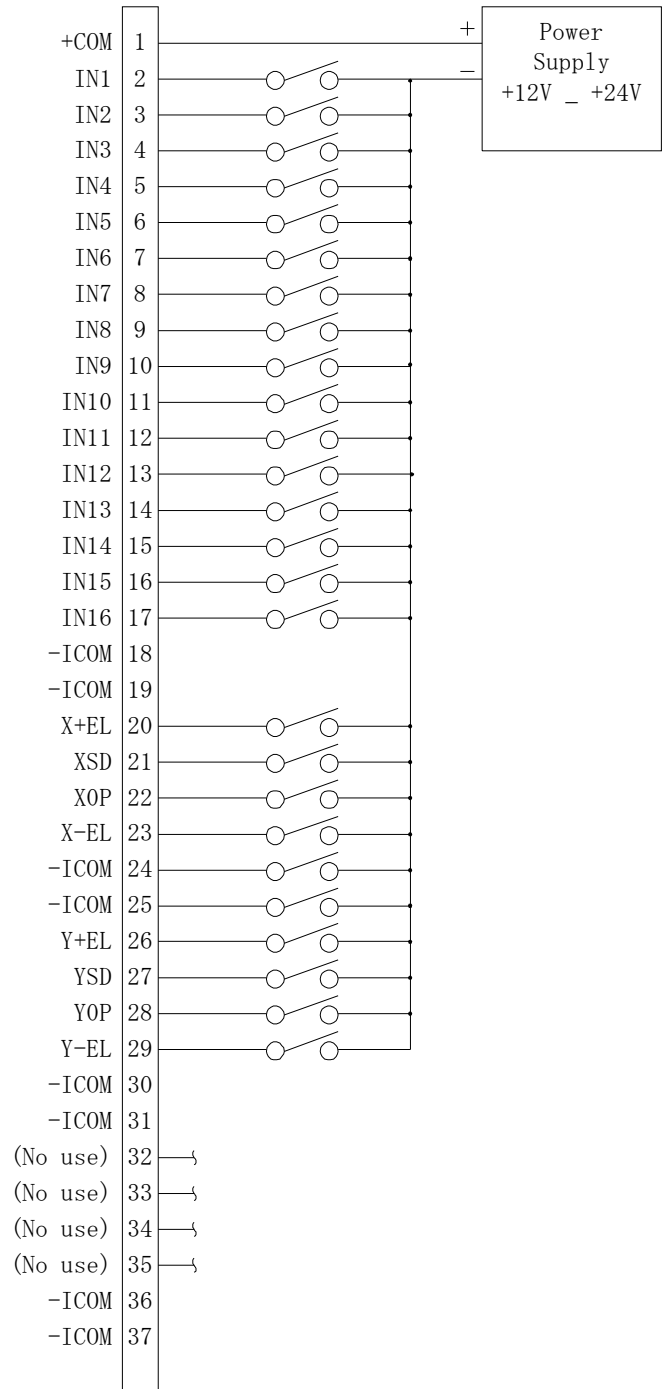 +COM 1
IN1 2
IN2 3
IN3 4
IN4 5
IN5 6
IN6 7
IN7 8
IN8 9
IN9 10
IN10 11
IN11 12
IN12 13
IN13 14
IN14 15
IN15 16
IN16 17
-ICOM 18
-ICOM 19
X+EL 20
XSD 21
XOP 22
X-EL 23
-ICOM 24
-ICOM 25
Y+EL 26
YSD 27
YOP 28
Y-EL 29
-ICOM 30
-ICOM 31
(No use) 32
(No use) 33
(No use) 34
(No use) 35
-ICOM 36
-ICOM 37
+
−
Power
Supply
+12V _ +24V